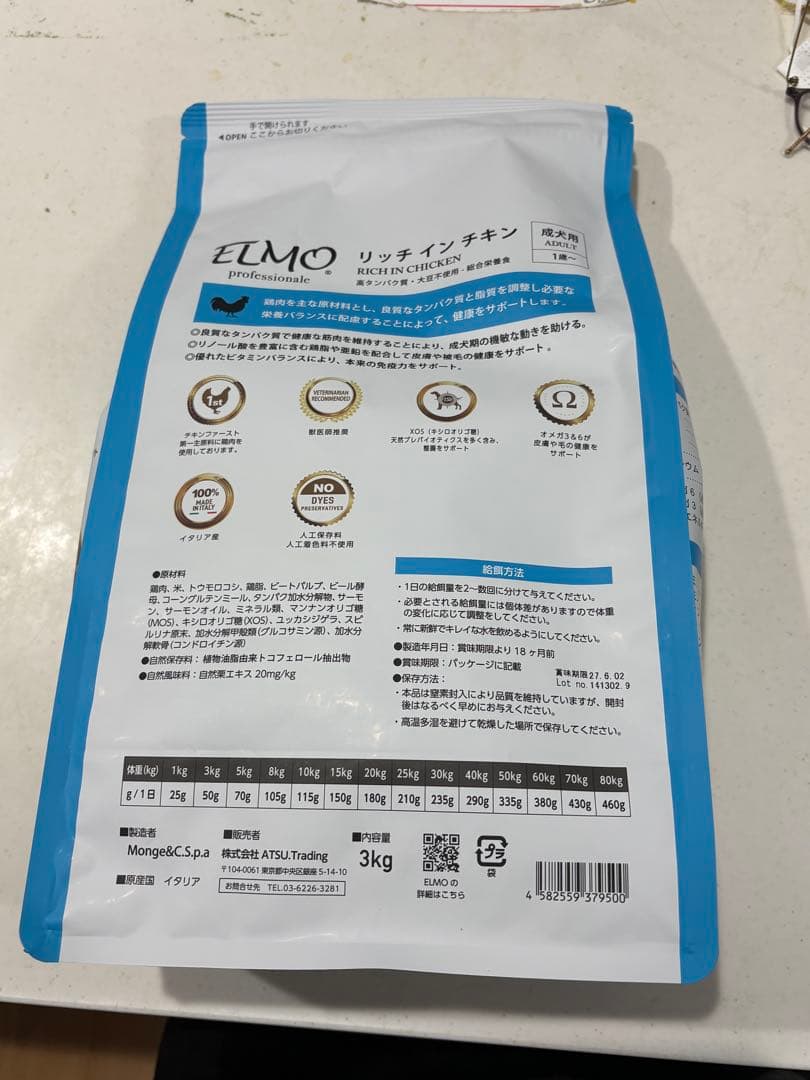 手で開けられます
◀OPEN ここからお切りください
ELMO®
professionale
リッチ イン チキン
RICH IN CHICKEN
高タンパク質・大豆不使用・総合栄養食
成犬用
ADULT
1歳～
鶏肉を主な原材料とし、良質なタンパク質と脂質を調整し必要な
栄養バランスに配慮することによって、健康をサポートします。
◎良質なタンパク質で健康な筋肉を維持することにより、成犬期の機敏な動きを助ける。
◎リノール酸を豊富に含む鶏脂や亜鉛を配合して皮膚や被毛の健康をサポート。
◎優れたビタミンバランスにより、本来の免疫力をサポート。
1st
チキンファースト
第一主原料に鶏肉を
使用しております。
VETERINARIAN
RECOMMENDED
獣医師推奨
XOS
XOS(キシロオリゴ糖)
天然プレバイオティクスを多く含み、
整腸をサポート
Ω
オメガ3&6が
皮膚や毛の健康を
サポート
100%
MADE
IN ITALY
イタリア産
NO
DYES
PRESERVATIVES
人工保存料
人工着色料不使用
●原材料
鶏肉、米、トウモロコシ、鶏脂、ビートパルプ、ビール酵
母、コーングルテンミール、タンパク加水分解物、サーモ
ン、サーモンオイル、ミネラル類、マンナンオリゴ糖
(MOS)、キシロオリゴ糖(XOS)、ユッカシジゲラ、スピ
ルリナ原末、加水分解甲殻類(グルコサミン源)、加水分
解軟骨(コンドロイチン源)
●自然保存料： 植物油脂由来トコフェロール抽出物
●自然風味料：自然栗エキス 20mg/kg
給餌方法
・1日の給餌量を2～数回に分けて与えてください。
・必要とされる給餌量には個体差がありますので体重
の変化に応じて調整をしてください。
・常に新鮮でキレイな水を飲めるようにしてください。
●製造年月日：賞味期限より 18 ヶ月前
●賞味期限：パッケージに記載
賞味期限27.6.02
Lot no.141302.9
●保存方法：
・本品は窒素封入により品質を維持していますが、開封
後はなるべく早めにお与えください。
・高温多湿を避けて乾燥した場所で保存してください。
体重(kg) 1kg 3kg 5kg 8kg 10kg 15kg 20kg 25kg 30kg 40kg 50kg 60kg 70kg 80kg
g/1日 25g 50g 70g 105g 115g 150g 180g 210g 235g 290g 335g 380g 430g 460g
■製造者
Monge&C.S.p.a
■原産国 イタリア
■販売者
株式会社 ATSU.Trading
〒104-0061 東京都中央区銀座 5-14-10
お問合せ先 TEL.03-6226-3281
■内容量
3kg
ELMO の
詳細はこちら
プラ
袋
4 582559 379500